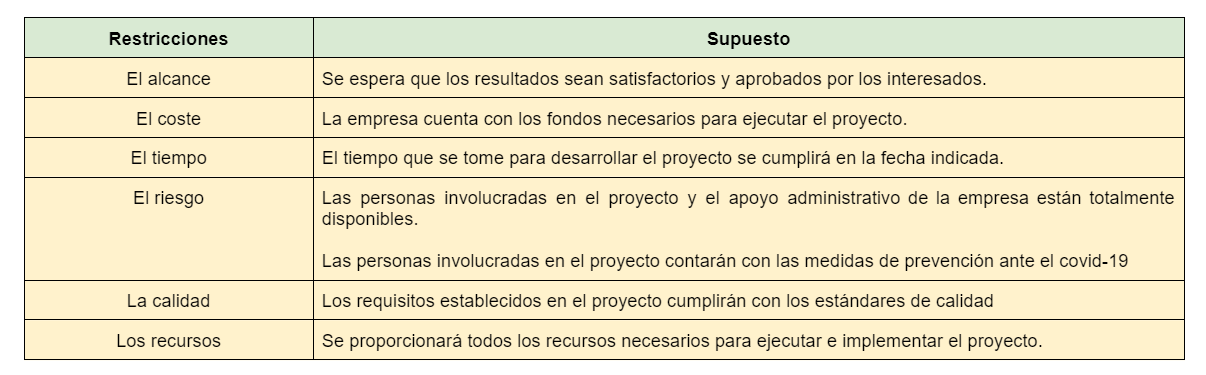 Restricciones Supuesto
El alcance Se espera que los resultados sean satisfactorios y aprobados por los interesados.
El coste La empresa cuenta con los fondos necesarios para ejecutar el proyecto.
El tiempo El tiempo que se tome para desarrollar el proyecto se cumplirá en la fecha indicada.
El riesgo Las personas involucradas en el proyecto y el apoyo administrativo de la empresa están totalmente
disponibles.
Las personas involucradas en el proyecto contarán con las medidas de prevención ante el covid-19
La calidad Los requisitos establecidos en el proyecto cumplirán con los estándares de calidad
Los recursos Se proporcionará todos los recursos necesarios para ejecutar e implementar el proyecto.